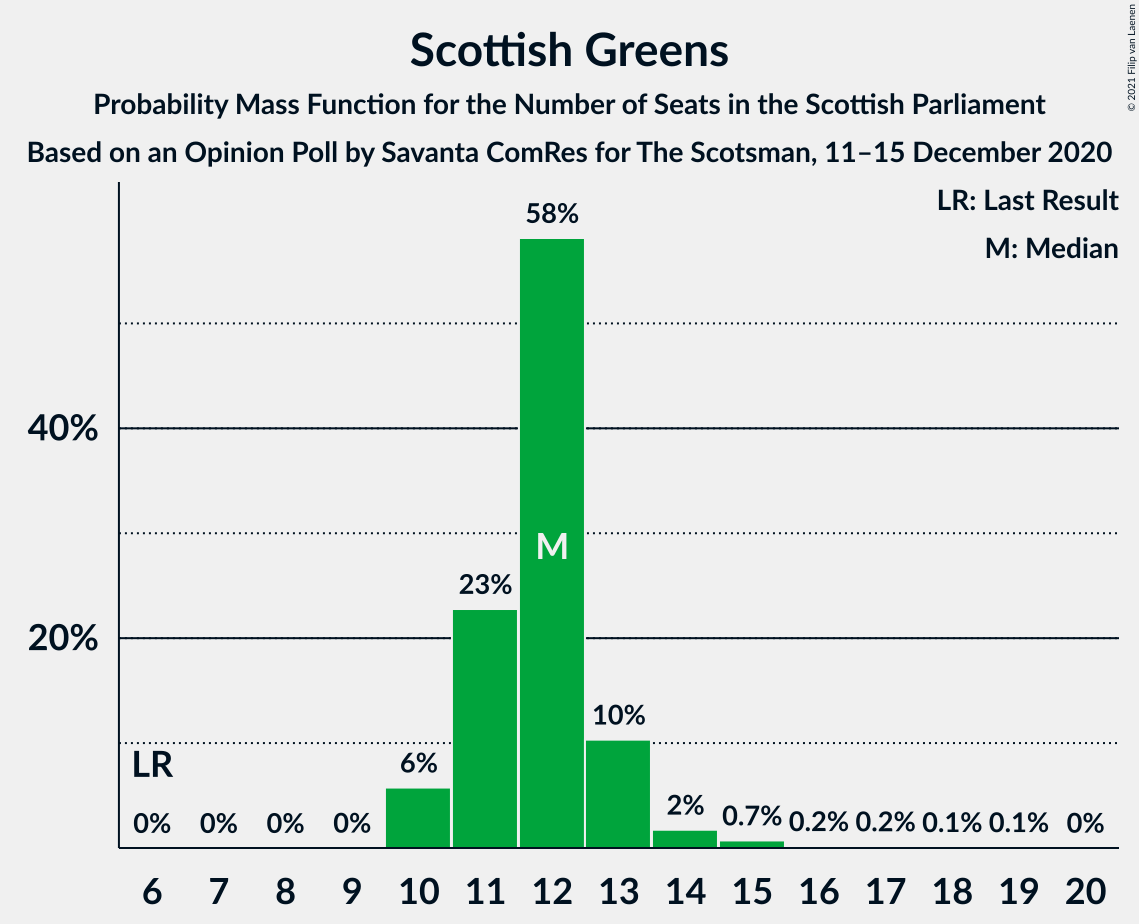 Scottish Greens
Probability Mass Function for the Number of Seats in the Scottish Parliament
Based on an Opinion Poll by Savanta ComRes for The Scotsman, 11–15 December 2020
© 2021 Filip van Laenen
LR: Last Result
M: Median
58%
40%
M
23%
20%
10%
LR
6%
0% 0% 0% 0% 2% 0.7% 0.2% 0.2% 0.1% 0.1% 0%
6 7 8 9 10 11 12 13 14 15 16 17 18 19 20